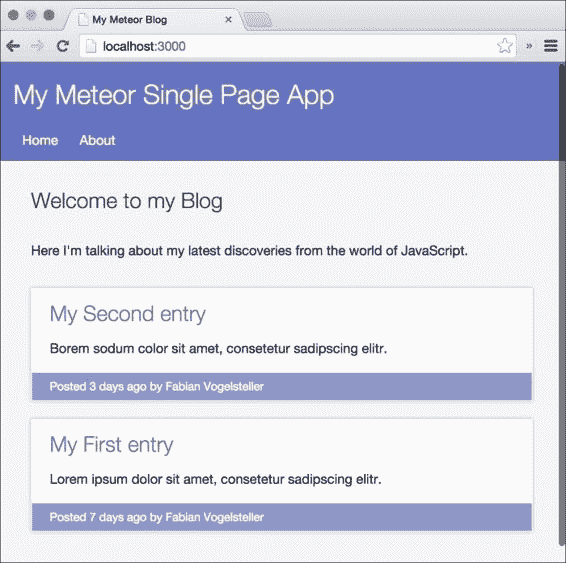 My Meteor Blog
localhost:3000
My Meteor Single Page App
Home About
Welcome to my Blog
Here I'm talking about my latest discoveries from the world of JavaScript.
My Second entry
Borem sodum color sit amet, consetetur sadipscing elitr.
Posted 3 days ago by Fabian Vogelsteller
My First entry
Lorem ipsum dolor sit amet, consetetur sadipscing elitr.
Posted 7 days ago by Fabian Vogelsteller